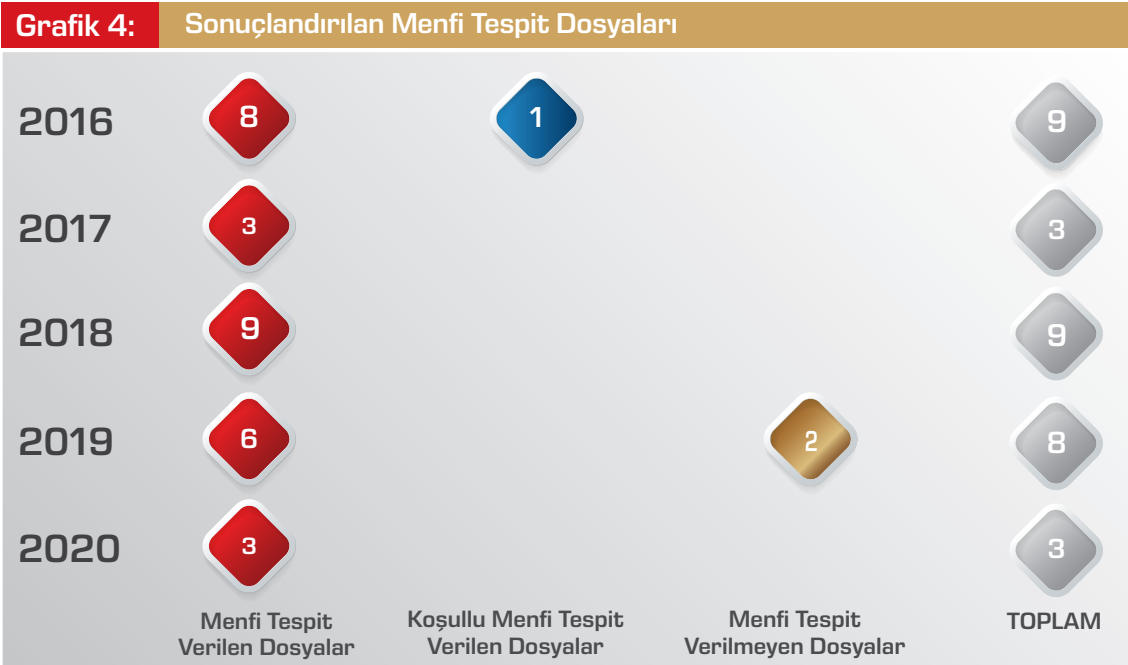 Grafik 4: Sonuçlandırılan Menfi Tespit Dosyaları
2016 8 1 9
2017 3 3
2018 9 9
2019 6 2 8
2020 3 3
Menfi Tespit
Verilen Dosyalar
Koşullu Menfi Tespit
Verilen Dosyalar
Menfi Tespit
Verilmeyen Dosyalar
TOPLAM